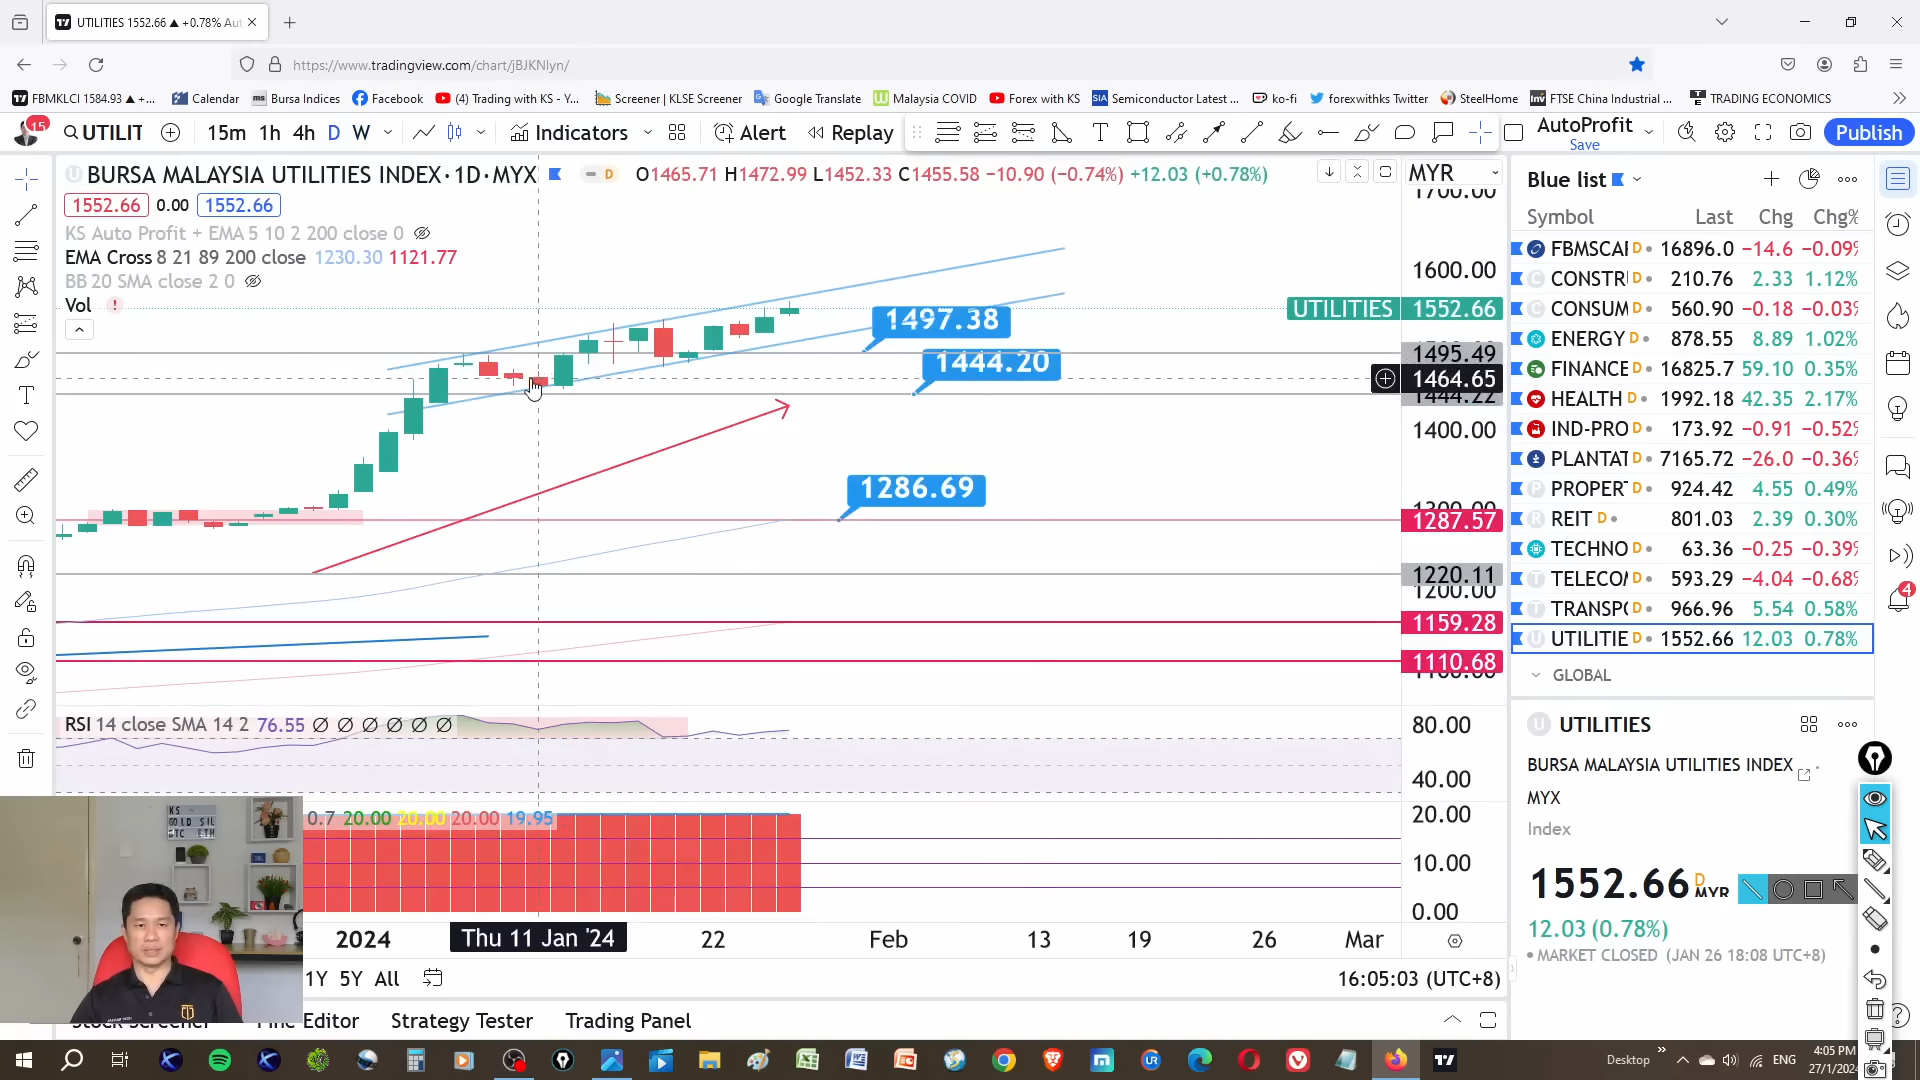 UTILITIES 1552.66 ▲ +0.78% Au
https://www.tradingview.com/chart/jBJKNlyn/
FBMKLCI 1584.93 ▲ +... Calendar Bursa Indices Facebook (4) Trading with KS - Y... Screener | KLSE Screener Google Translate Malaysia COVID Forex with KS Semiconductor Latest ... ko-fi forexwithks Twitter SteelHome FTSE China Industrial ... TRADING ECONOMICS
15 UTILIT 15m 1h 4h D W Indicators Alert Replay AutoProfit Save Publish
BURSA MALAYSIA UTILITIES INDEX · 1D · MYX D O1465.71 H1472.99 L1452.33 C1455.58 −10.90 (−0.74%) +12.03 (+0.78%) MYR
1552.66 0.00 1552.66
KS Auto Profit + EMA 5 10 2 200 close 0
EMA Cross 8 21 89 200 close 1230.30 1121.77
BB 20 SMA close 2 0
Vol
1497.38
1444.20
1286.69
1700.00
1600.00
UTILITIES 1552.66
1495.49
1464.65
1444.22
1400.00
1300.00
1287.57
1220.11
1200.00
1159.28
1110.68
1100.00
RSI 14 close SMA 14 2 76.55 Ø Ø Ø Ø Ø Ø
80.00
40.00
0.7 20.00 20.00 20.00 19.95
20.00
10.00
0.00
2024 Thu 11 Jan '24 22 Feb 13 19 26 Mar
1Y 5Y All 16:05:03 (UTC+8)
Editor Strategy Tester Trading Panel
Blue list
Symbol Last Chg Chg%
FBMSCAI D 16896.0 −14.6 −0.09%
CONSTRU D 210.76 2.33 1.12%
CONSUM D 560.90 −0.18 −0.03%
ENERGY D 878.55 8.89 1.02%
FINANCE D 16825.7 59.10 0.35%
HEALTH D 1992.18 42.35 2.17%
IND-PRO D 173.92 −0.91 −0.52%
PLANTAT D 7165.72 −26.0 −0.36%
PROPER D 924.42 4.55 0.49%
REIT D 801.03 2.39 0.30%
TECHNO D 63.36 −0.25 −0.39%
TELECOM D 593.29 −4.04 −0.68%
TRANSPO D 966.96 5.54 0.58%
UTILITIE D 1552.66 12.03 0.78%
GLOBAL
4
UTILITIES
BURSA MALAYSIA UTILITIES INDEX
MYX
Index
1552.66 D MYR
12.03 (0.78%)
MARKET CLOSED (JAN 26 18:08 UTC+8)
KS
GOLD SIL
BTC ETH
Desktop ENG 4:05 PM
27/1/2024